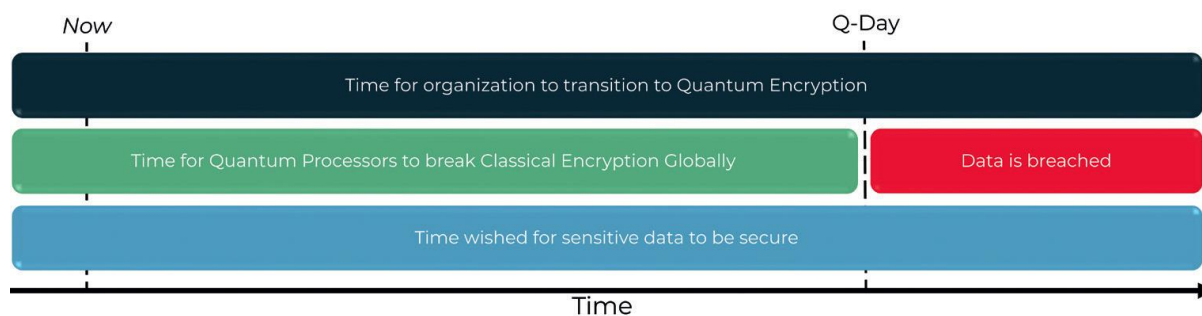 Now
Q-Day
Time for organization to transition to Quantum Encryption
Time for Quantum Processors to break Classical Encryption Globally
Data is breached
Time wished for sensitive data to be secure
Time